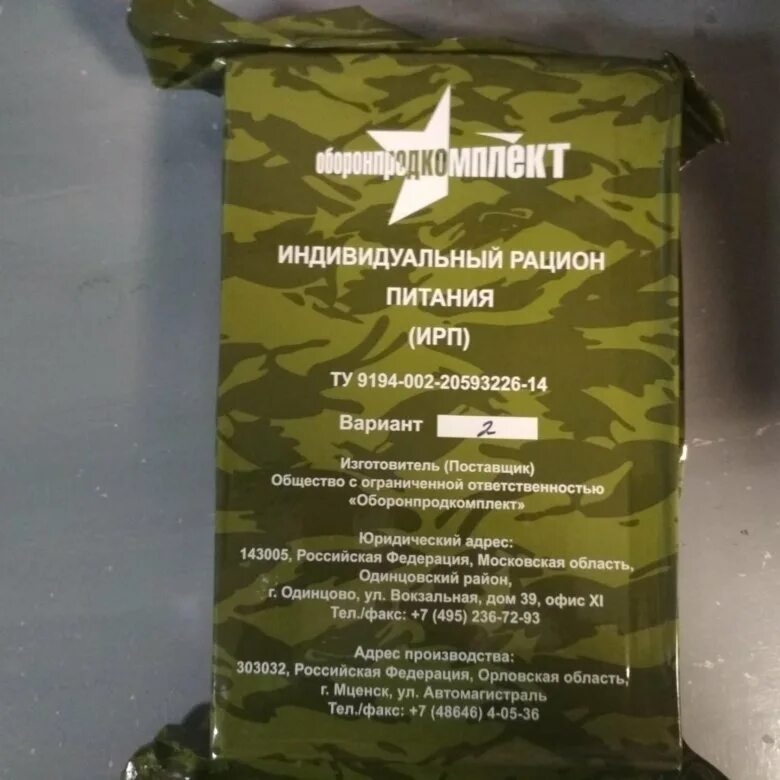 оборонпродкомплект
ИНДИВИДУАЛЬНЫЙ РАЦИОН
ПИТАНИЯ
(ИРП)
ТУ 9194-002-20593226-14
Вариант 2
Изготовитель (Поставщик)
Общество с ограниченной ответственностью
«Оборонпродкомплект»
Юридический адрес:
143005, Российская Федерация, Московская область,
Одинцовский район,
г. Одинцово, ул. Вокзальная, дом 39, офис XI
Тел./факс: +7 (495) 236-72-93
Адрес производства:
303032, Российская Федерация, Орловская область,
г. Мценск, ул. Автомагистраль
Тел./факс: +7 (48646) 4-05-36